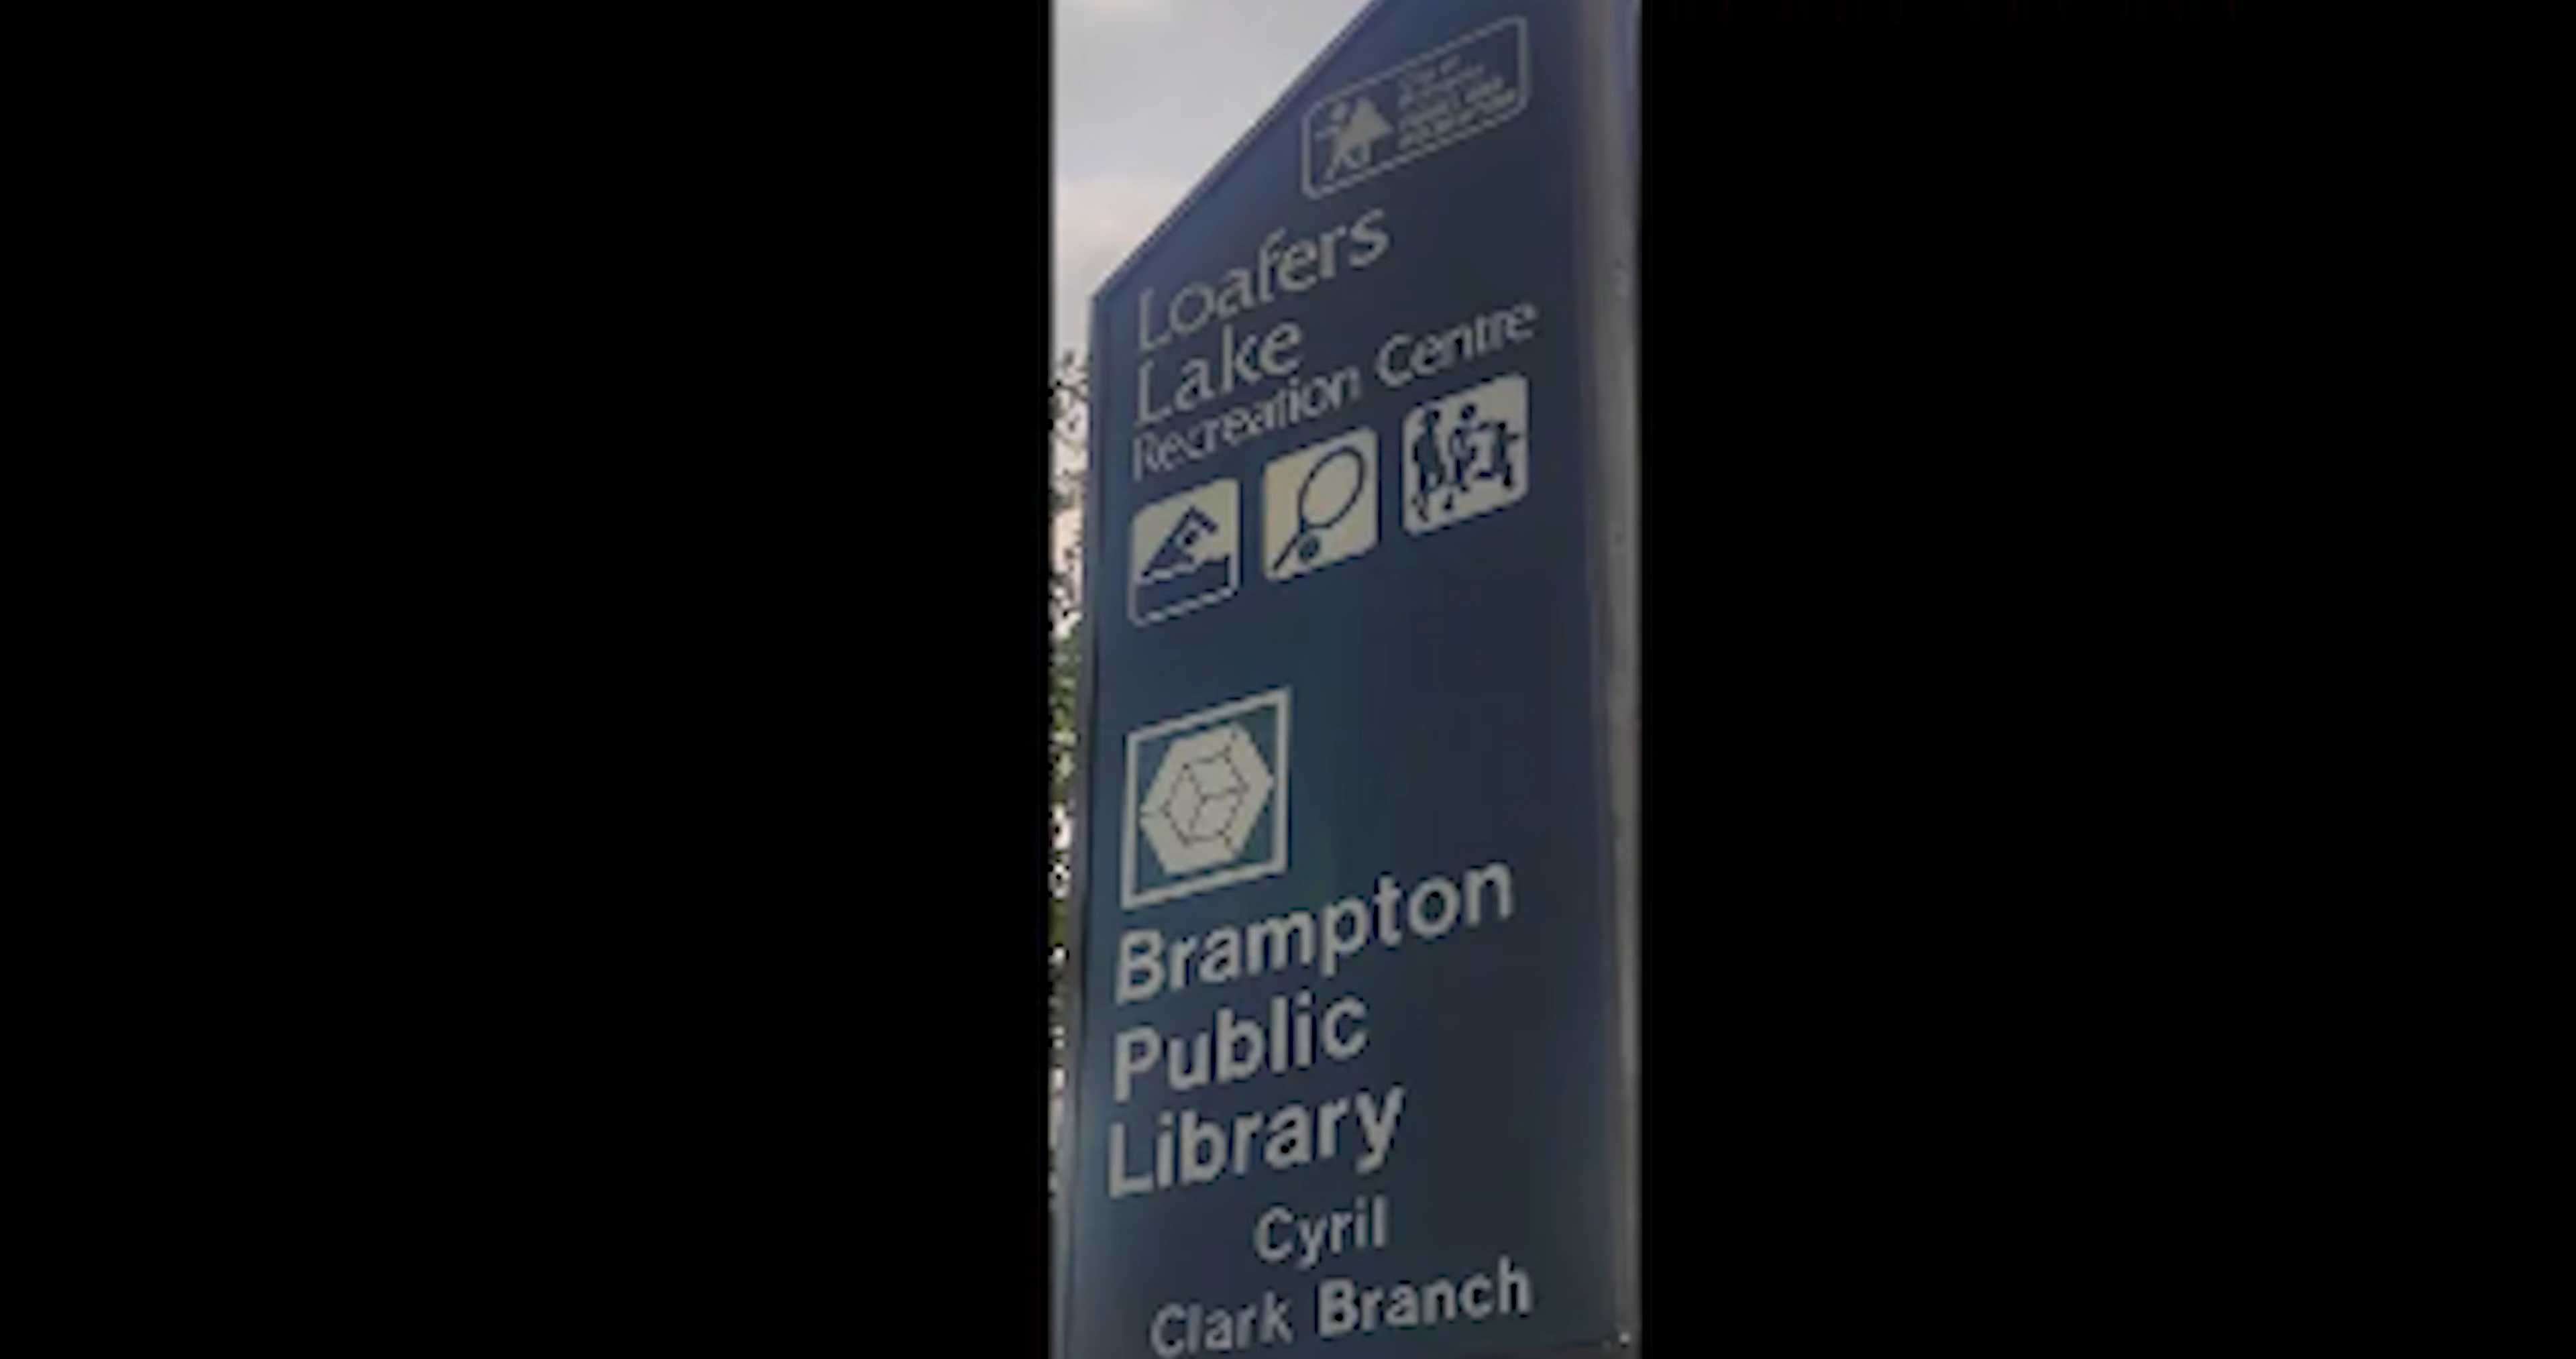 Loafers
Lake
Recreation Centre
Brampton
Public
Library
Cyril
Clark Branch